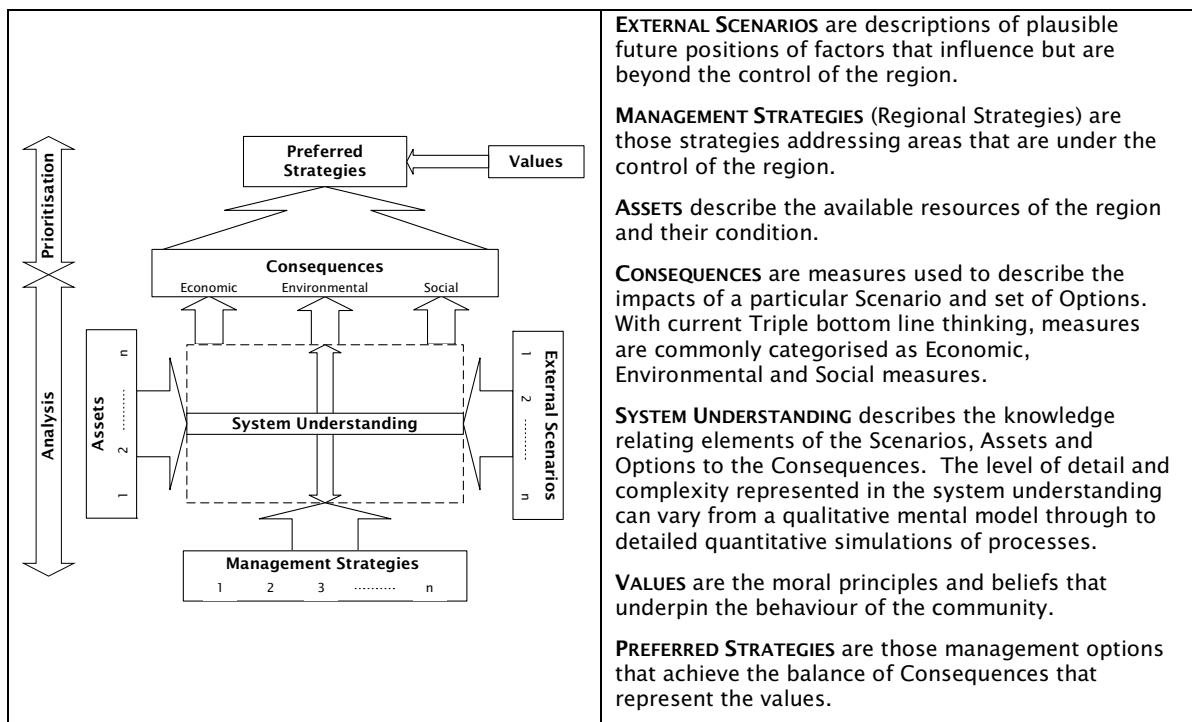 Prioritisation
Analysis
Preferred
Strategies
Values
Consequences
Economic Environmental Social
Assets
1 2 .......... n
System Understanding
External Scenarios
1 2 .......... n
Management Strategies
1 2 3 .......... n
EXTERNAL SCENARIOS are descriptions of plausible
future positions of factors that influence but are
beyond the control of the region.
MANAGEMENT STRATEGIES (Regional Strategies) are
those strategies addressing areas that are under the
control of the region.
ASSETS describe the available resources of the region
and their condition.
CONSEQUENCES are measures used to describe the
impacts of a particular Scenario and set of Options.
With current Triple bottom line thinking, measures
are commonly categorised as Economic,
Environmental and Social measures.
SYSTEM UNDERSTANDING describes the knowledge
relating elements of the Scenarios, Assets and
Options to the Consequences.  The level of detail and
complexity represented in the system understanding
can vary from a qualitative mental model through to
detailed quantitative simulations of processes.
VALUES are the moral principles and beliefs that
underpin the behaviour of the community.
PREFERRED STRATEGIES are those management options
that achieve the balance of Consequences that
represent the values.